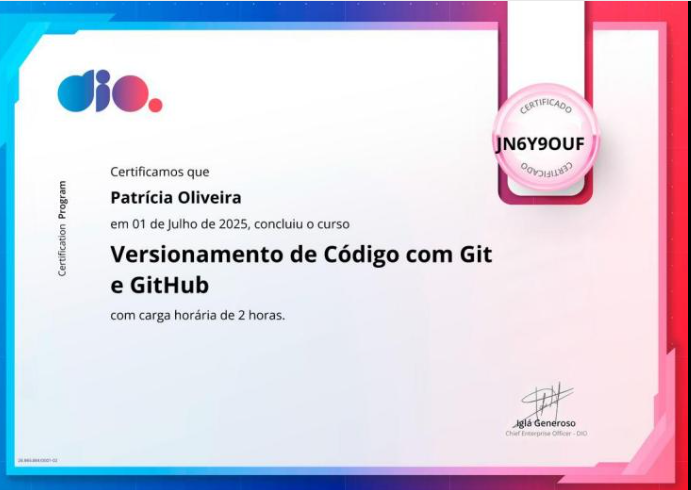 dio.
CERTIFICADO
JN6Y9OUF
CERTIFICADO
Certification Program
Certificamos que
Patrícia Oliveira
em 01 de Julho de 2025, concluiu o curso
Versionamento de Código com Git
e GitHub
com carga horária de 2 horas.
Iglá Generoso
Chief Enterprise Officer - DIO